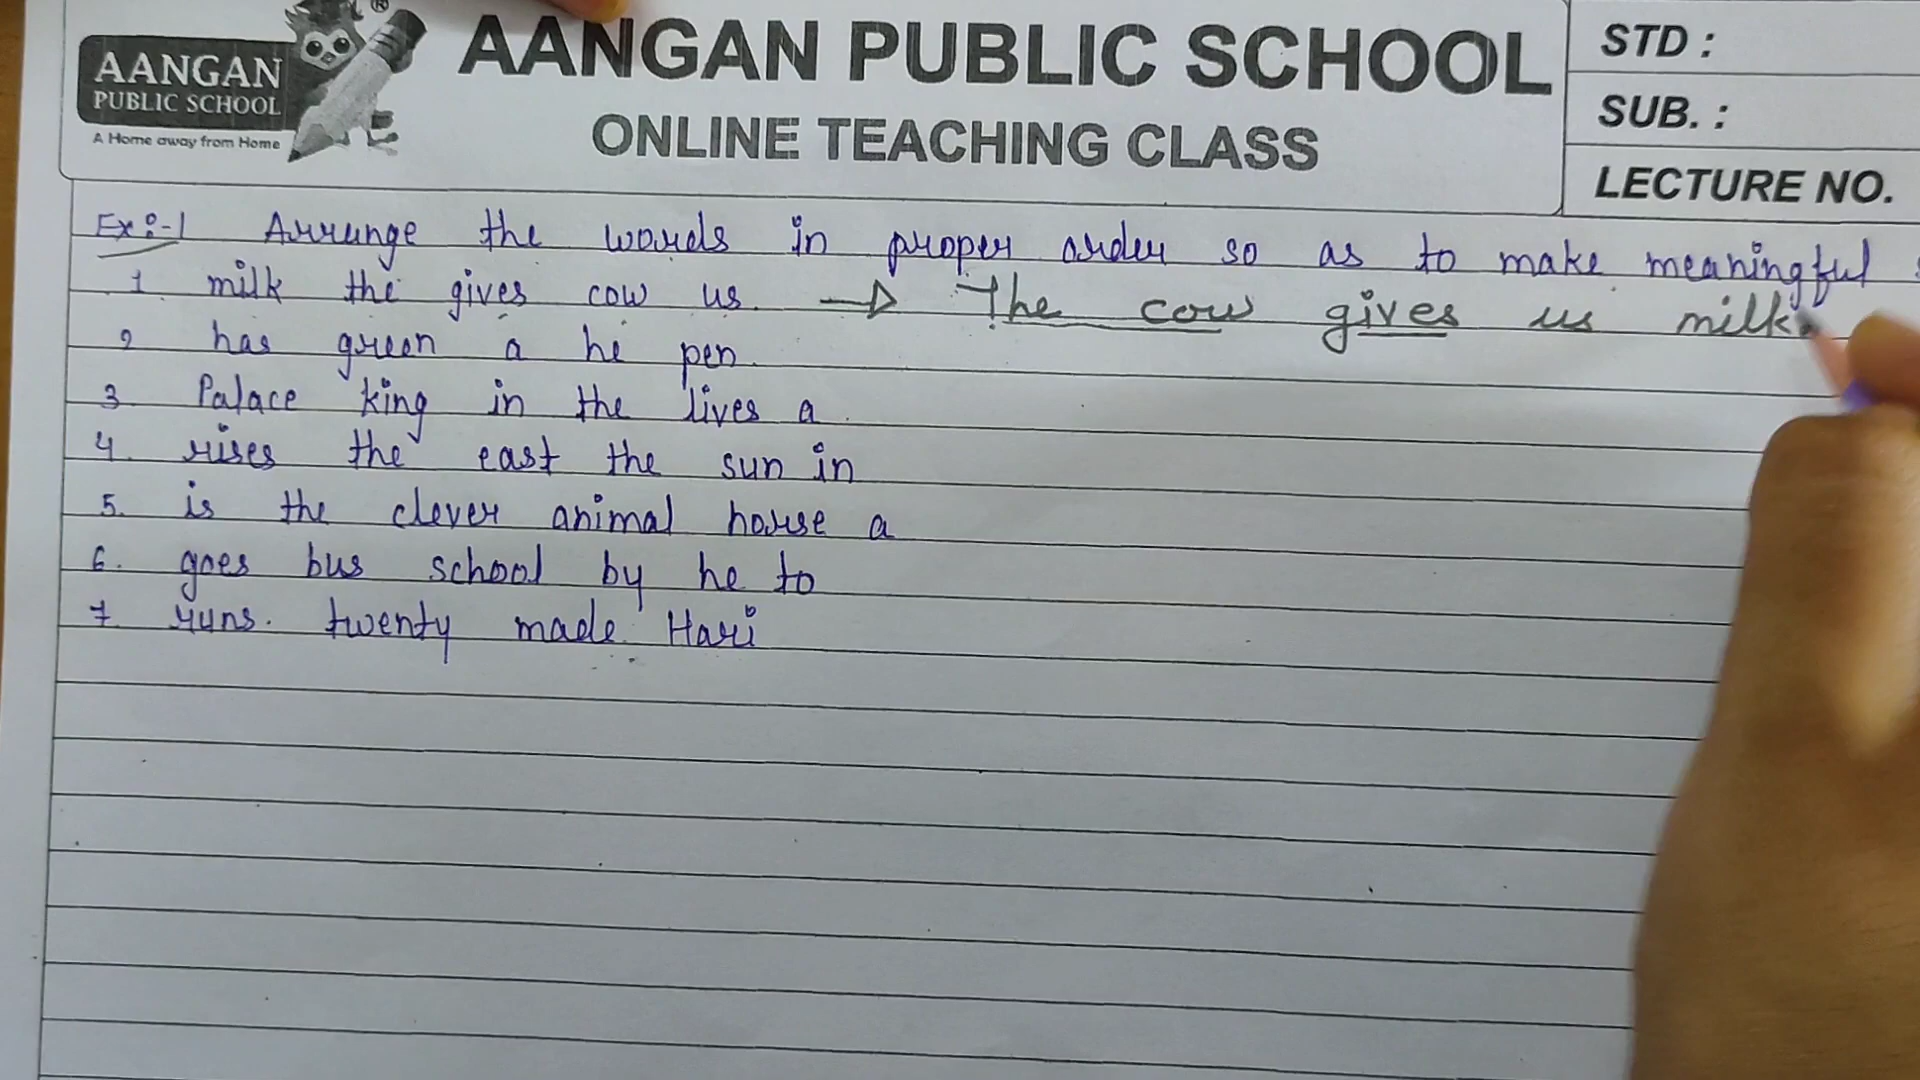 AANGAN
PUBLIC SCHOOL
A Home away from Home
®
AANGAN PUBLIC SCHOOL
ONLINE TEACHING CLASS
STD :
SUB. :
LECTURE NO.
Ex:-1 Arrange the words in proper order so as to make meaningful
1. milk the gives cow us. → The cow gives us milk.
2 has green a he pen.
3. Palace king in the lives a.
4. rises the east the sun in
5. is the clever animal horse a
6. goes bus school by he to
7 runs. twenty made Hari